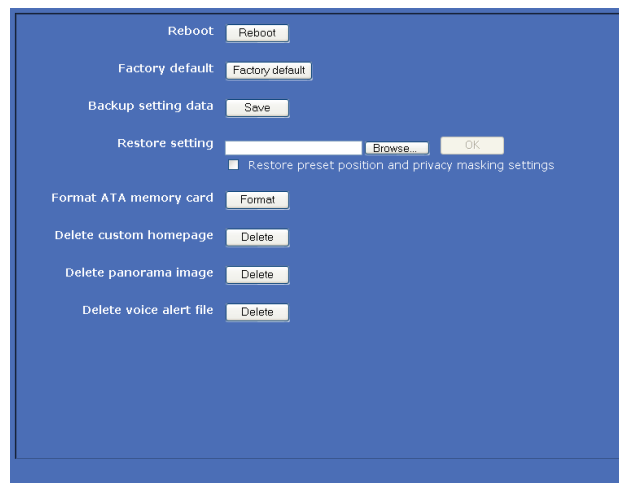 Reboot Reboot
Factory default Factory default
Backup setting data Save
Restore setting Browse... OK
Restore preset position and privacy masking settings
Format ATA memory card Format
Delete custom homepage Delete
Delete panorama image Delete
Delete voice alert file Delete